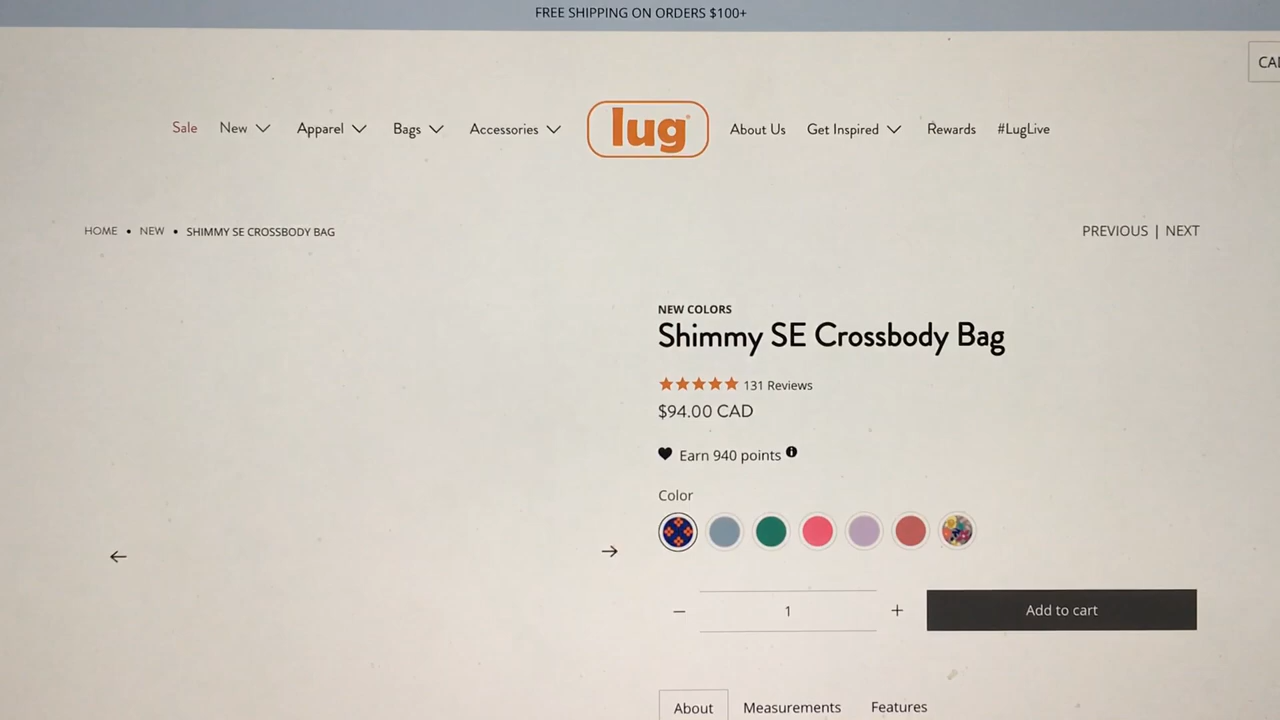 FREE SHIPPING ON ORDERS $100+
Sale New Apparel Bags Accessories lug® About Us Get Inspired Rewards #LugLive
HOME • NEW • SHIMMY SE CROSSBODY BAG
PREVIOUS | NEXT
NEW COLORS
Shimmy SE Crossbody Bag
131 Reviews
$94.00 CAD
Earn 940 points
Color
− 1 + Add to cart
About Measurements Features